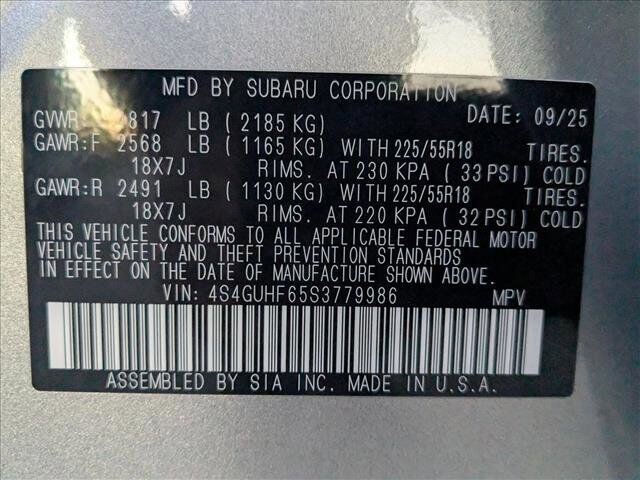 MFD BY SUBARU CORPORATION
DATE: 09/25
GVWR: LB ( 2185 KG)
GAWR:F 2568 LB ( 1165 KG) WITH 225/55R18 TIRES.
18X7J RIMS. AT 230 KPA ( 33 PSI) COLD
GAWR:R 2491 LB ( 1130 KG) WITH 225/55R18 TIRES.
18X7J RIMS. AT 220 KPA ( 32 PSI) COLD
THIS VEHICLE CONFORMS TO ALL APPLICABLE FEDERAL MOTOR
VEHICLE SAFETY AND THEFT PREVENTION STANDARDS
IN EFFECT ON THE DATE OF MANUFACTURE SHOWN ABOVE.
VIN: 4S4GUHF65S3779986 MPV
ASSEMBLED BY SIA INC. MADE IN U.S.A.